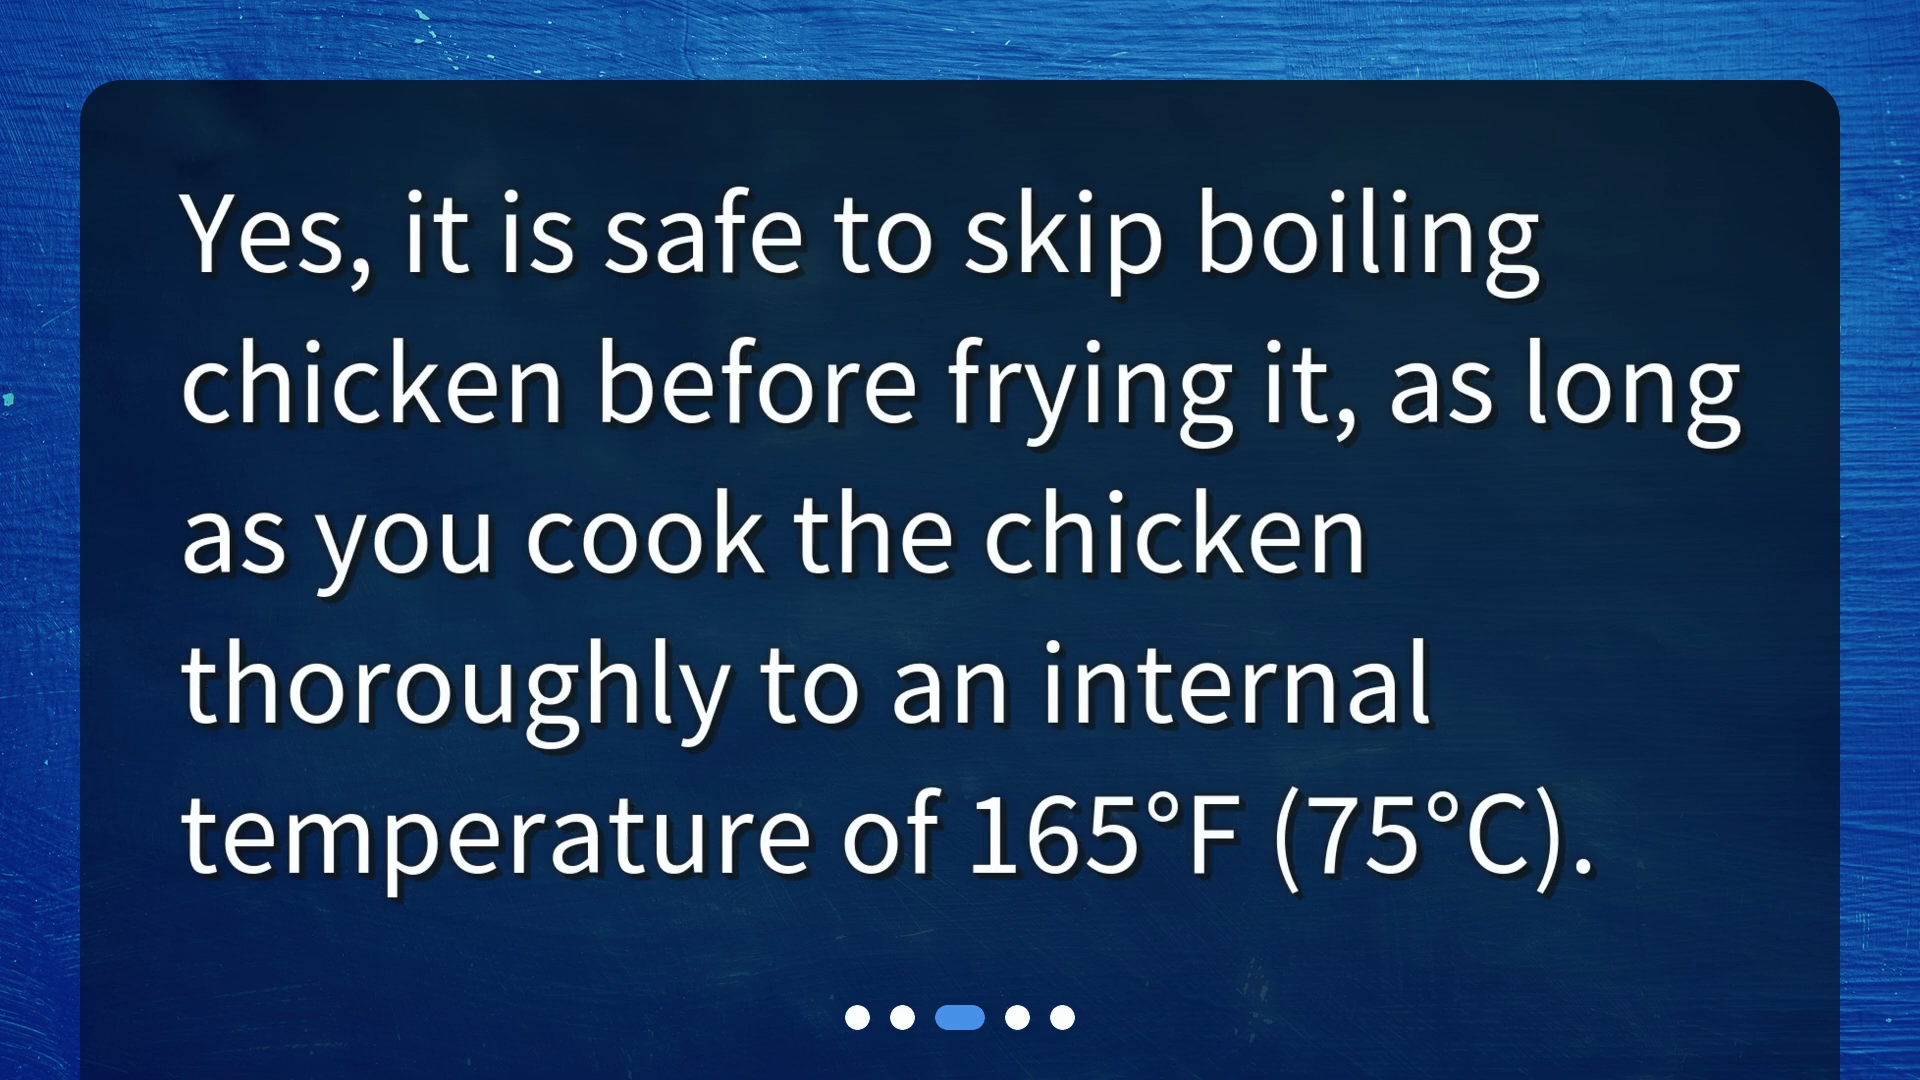 Yes, it is safe to skip boiling
chicken before frying it, as long
as you cook the chicken
thoroughly to an internal
temperature of 165°F (75°C).